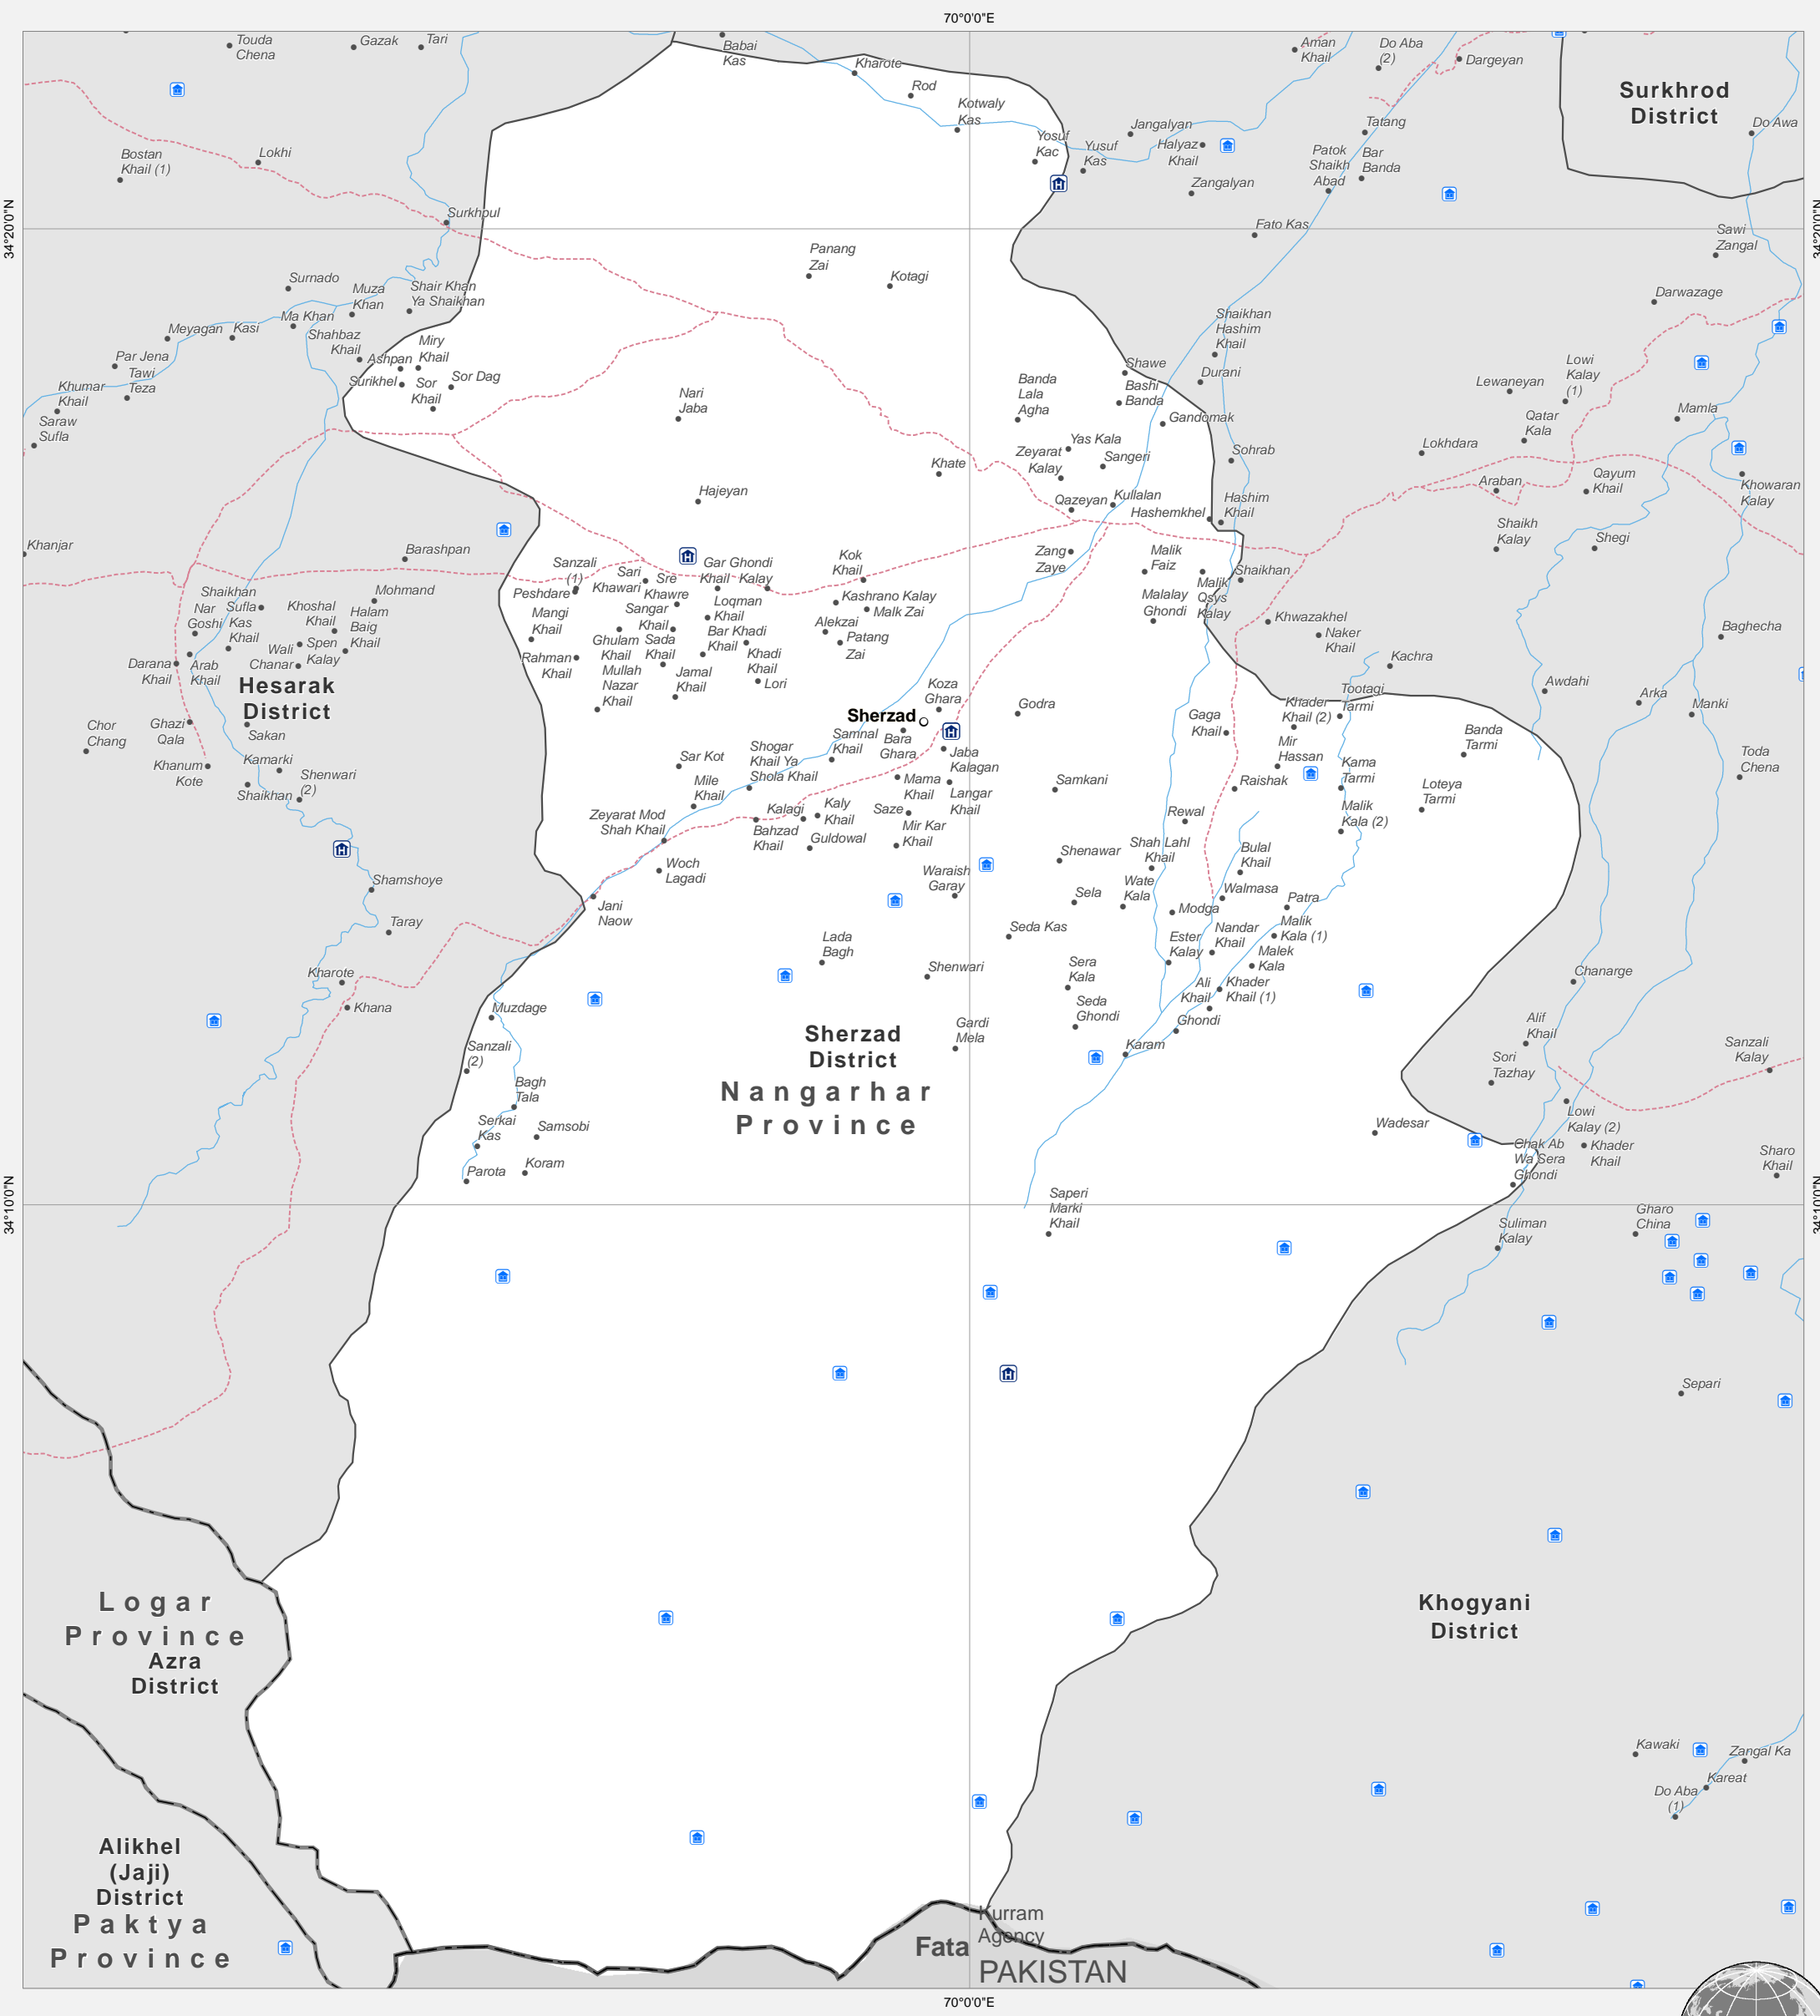 70°0'0"E
Touda
Chena
Gazak
Tari
Babai
Kas
Kharote
Rod
Kotwaly
Kas
Aman
Khail
Do Aba
(2)
Dargeyan
Surkhrod
District
Do Awa
Bostan
Khail (1)
Lokhi
Yosuf
Kac
Yusuf
Kas
Jangalyan
Halyaz
Khail
Zangalyan
Tatang
Patok
Shaikh
Abad
Bar
Banda
Surkhoul
Fato Kas
34°20'0"N
34°20'0"N
Sawi
Zangal
Panang
Zai
Kotagi
Surnado
Muza
Khan
Shair Khan
Ya Shaikhan
Darwazage
Meyagan
Kasi
Ma Khan
Shahbaz
Khail
Ashpan
Miry
Khail
Surikhel
Sor
Khail
Sor Dag
Par Jena
Tawi
Teza
Khumar
Khail
Saraw
Sufla
Shaikhan
Hashim
Khail
Shawe
Durani
Bashi
Banda
Gandomak
Banda
Lala
Agha
Nari
Jaba
Lewaneyan
Lowi
Kalay
(1)
Qatar
Kala
Mamla
Lokhdara
Yas Kala
Zeyarat
Kalay
Sangeri
Sohrab
Khate
Hajeyan
Qazeyan
Kullalan
Hashemkhel
Hashim
Khail
Araban
Qayum
Khail
Khowaran
Kalay
Shaikh
Kalay
Shegi
Khanjar
Barashpan
Zang
Zaye
Malik
Faiz
Malik
Qsys
Kalay
Shaikhan
Malalay
Ghondi
Khwazakhel
Naker
Khail
Kachra
Baghecha
Sanzali
(1)
Peshdare
Sari
Khawari
Sre
Khawre
Gar Ghondi
Khail
Kalay
Kok
Khail
Kashrano Kalay
Malk Zai
Alekzai
Patang
Zai
Mangi
Khail
Sangar
Khail
Loqman
Khail
Ghulam
Khail
Sada
Khail
Bar Khadi
Khail
Khadi
Khail
Rahman
Khail
Mullah
Nazar
Khail
Jamal
Khail
Lori
Mohmand
Shaikhan
Sufla
Kas
Khail
Nar
Goshi
Khoshal
Khail
Halam
Baig
Khail
Wali
Chanar
Spen
Kalay
Darana
Khail
Arab
Khail
Hesarak
District
Chor
Chang
Ghazi
Qala
Sakan
Khanum
Kote
Kamarki
Shaikhan
Shenwari
(2)
Koza
Ghara
Sherzad
Bara
Ghara
Samnal
Khail
Godra
Jaba
Kalagan
Mama
Khail
Langar
Khail
Gaga
Khail
Khader
Khail (2)
Tootagi
Tarmi
Mir
Hassan
Kama
Tarmi
Banda
Tarmi
Loteya
Tarmi
Awdahi
Arka
Manki
Toda
Chena
Raishak
Malik
Kala (2)
Samkani
Sar Kot
Mile
Khail
Shogar
Khail Ya
Shola Khail
Zeyarat Mod
Shah Khail
Kalagi
Kaly
Khail
Bahzad
Khail
Guldowal
Saze
Mir Kar
Khail
Rewal
Shah Lahl
Khail
Bulal
Khail
Shenawar
Woch
Lagadi
Waraish
Garay
Sela
Wate
Kala
Walmasa
Patra
Modga
Malik
Kala (1)
Nandar
Khail
Jani
Naow
Seda Kas
Shamshoye
Taray
Lada
Bagh
Shenwari
Sera
Kala
Ester
Kalay
Malek
Kala
Ali
Khail
Khader
Khail (1)
Chanarge
Kharote
Khana
Muzdage
Seda
Ghondi
Ghondi
Karam
Gardi
Mela
Sherzad
District
Nangarhar
Province
Sanzali
(2)
Bagh
Tala
Serkai
Kas
Samsobi
Koram
Parota
Alif
Khail
Sori
Tazhay
Sanzali
Kalay
Wadesar
Lowi
Kalay (2)
Khader
Khail
Chak Ab
Wa Sera
Ghondi
Sharo
Khail
Saperi
Marki
Khail
34°10'0"N
34°10'0"N
Suliman
Kalay
Gharo
China
Separi
Khogyani
District
Logar
Province
Azra
District
Kawaki
Zangal Ka
Kareat
Do Aba
(1)
Alikhel
(Jaji)
District
Paktya
Province
Kurram
Agency
Fata
PAKISTAN
70°0'0"E